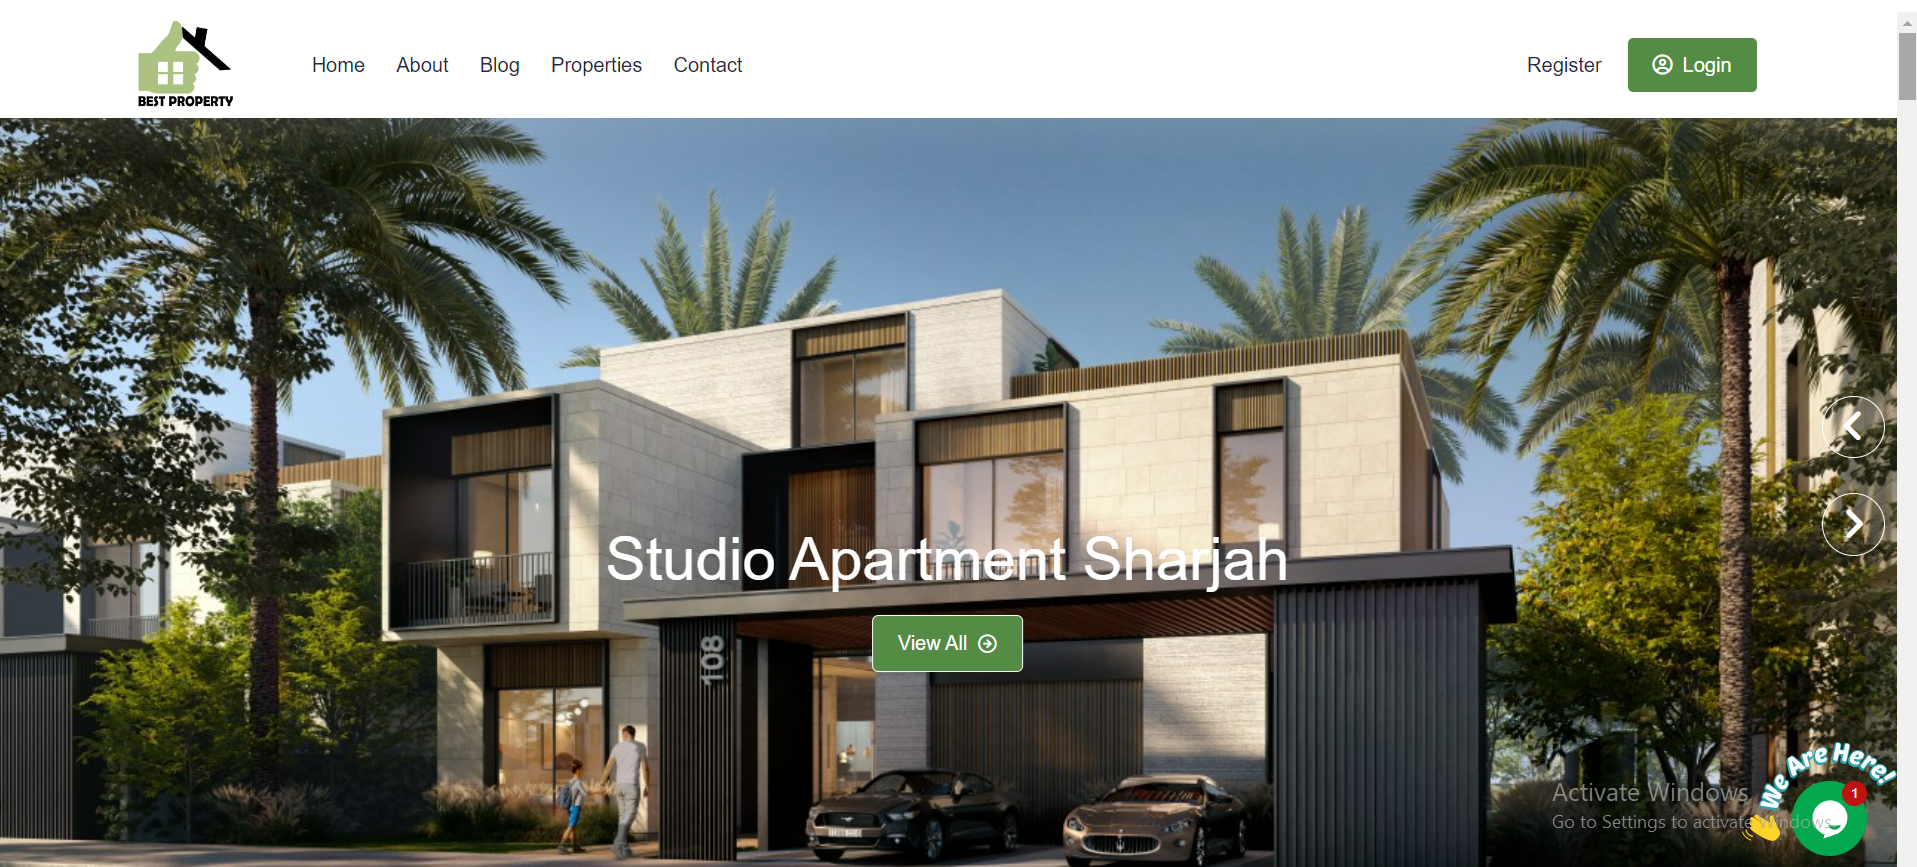 BEST PROPERTY
Home
About
Blog
Properties
Contact
Register
Login
Studio Apartment Sharjah
View All
108
We Are Here!
1
Activate Windows
Go to Settings to activate Windows.